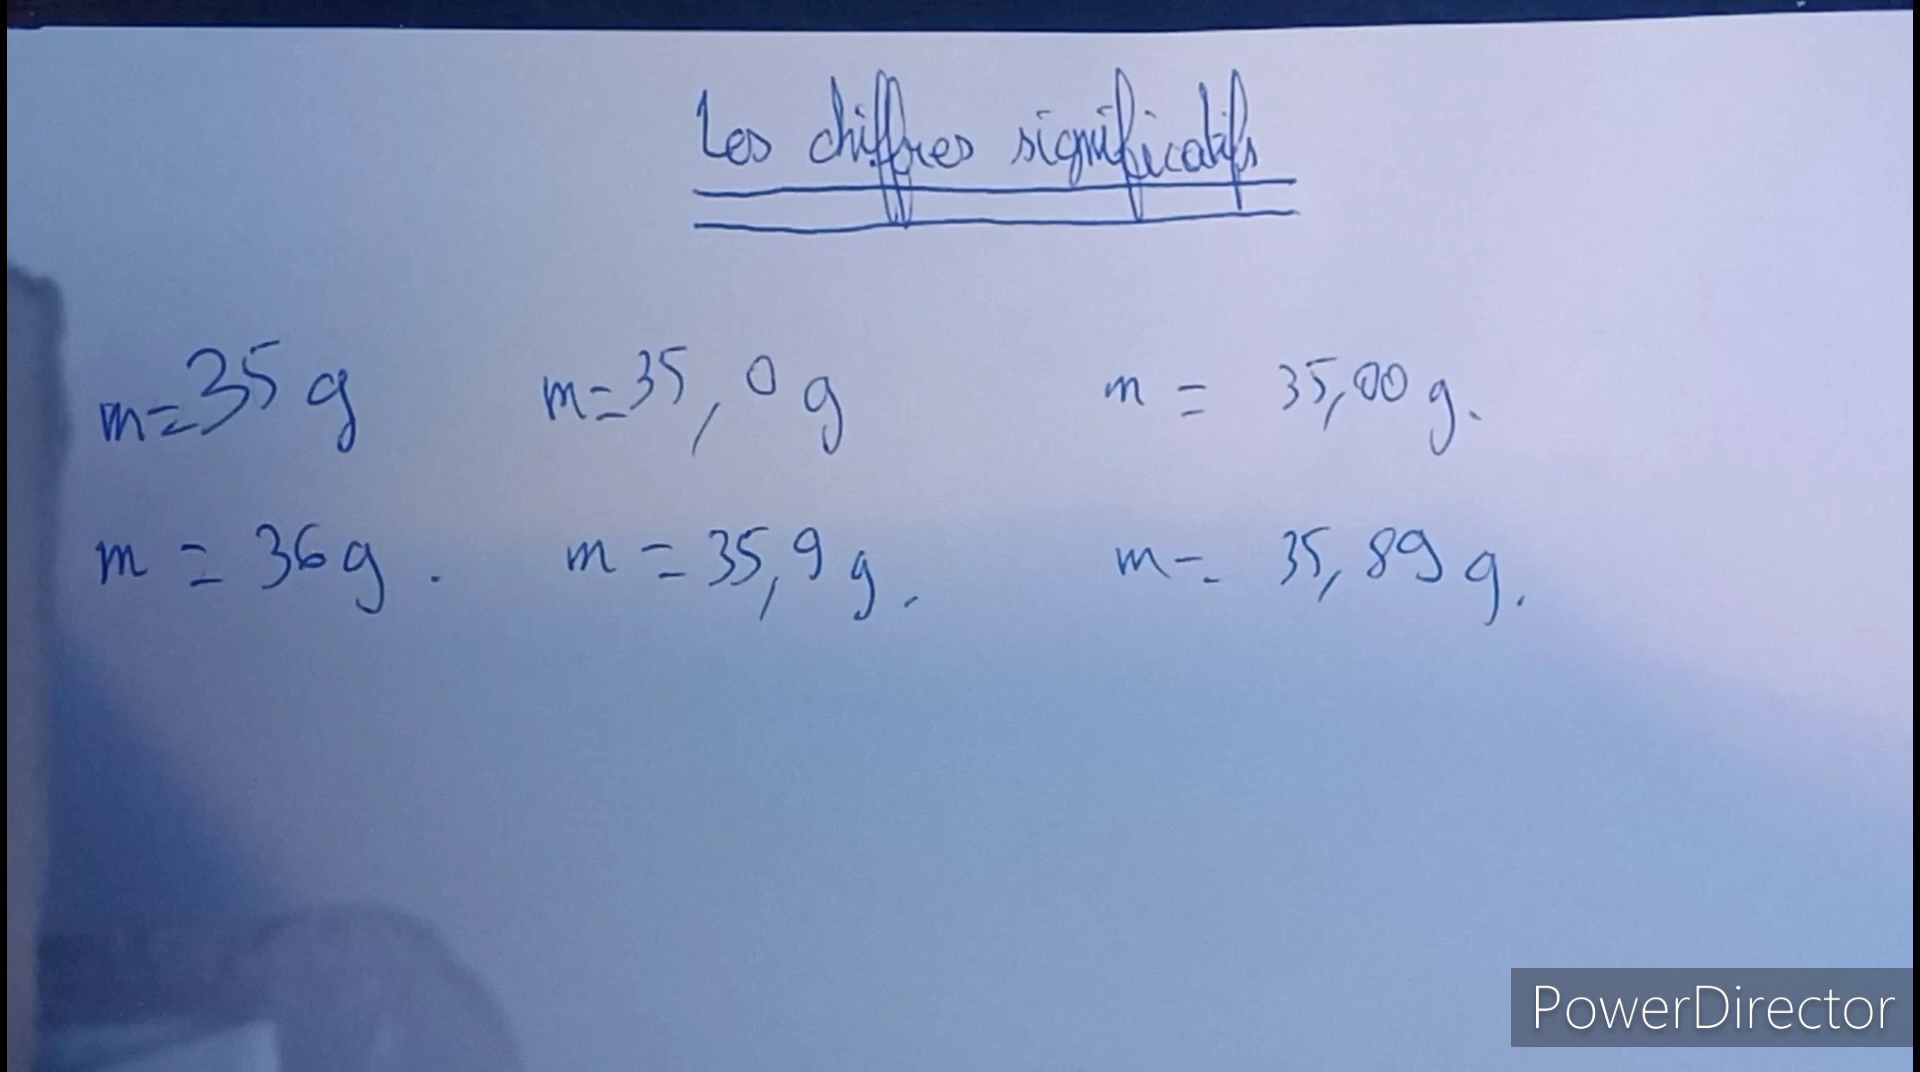 Les chiffres significatifs
m=35 g m=35,0 g m = 35,00 g.
m = 36 g. m = 35,9 g. m = 35,89 g.
PowerDirector